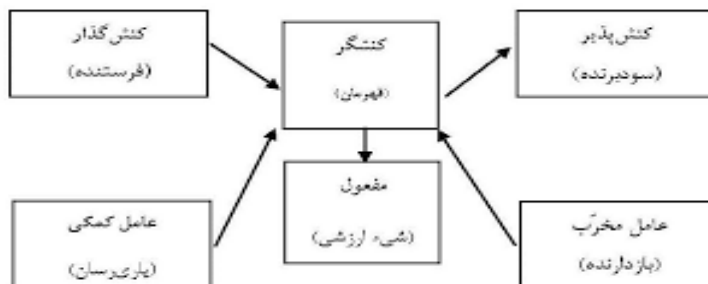 کنش‌گذار
(فرستنده)
کنشگر
(قهرمان)
کنش‌پذیر
(سودبرنده)
مفعول
(شیء ارزشی)
عامل کمکی
(یاری‌رسان)
عامل مخرّب
(بازدارنده)